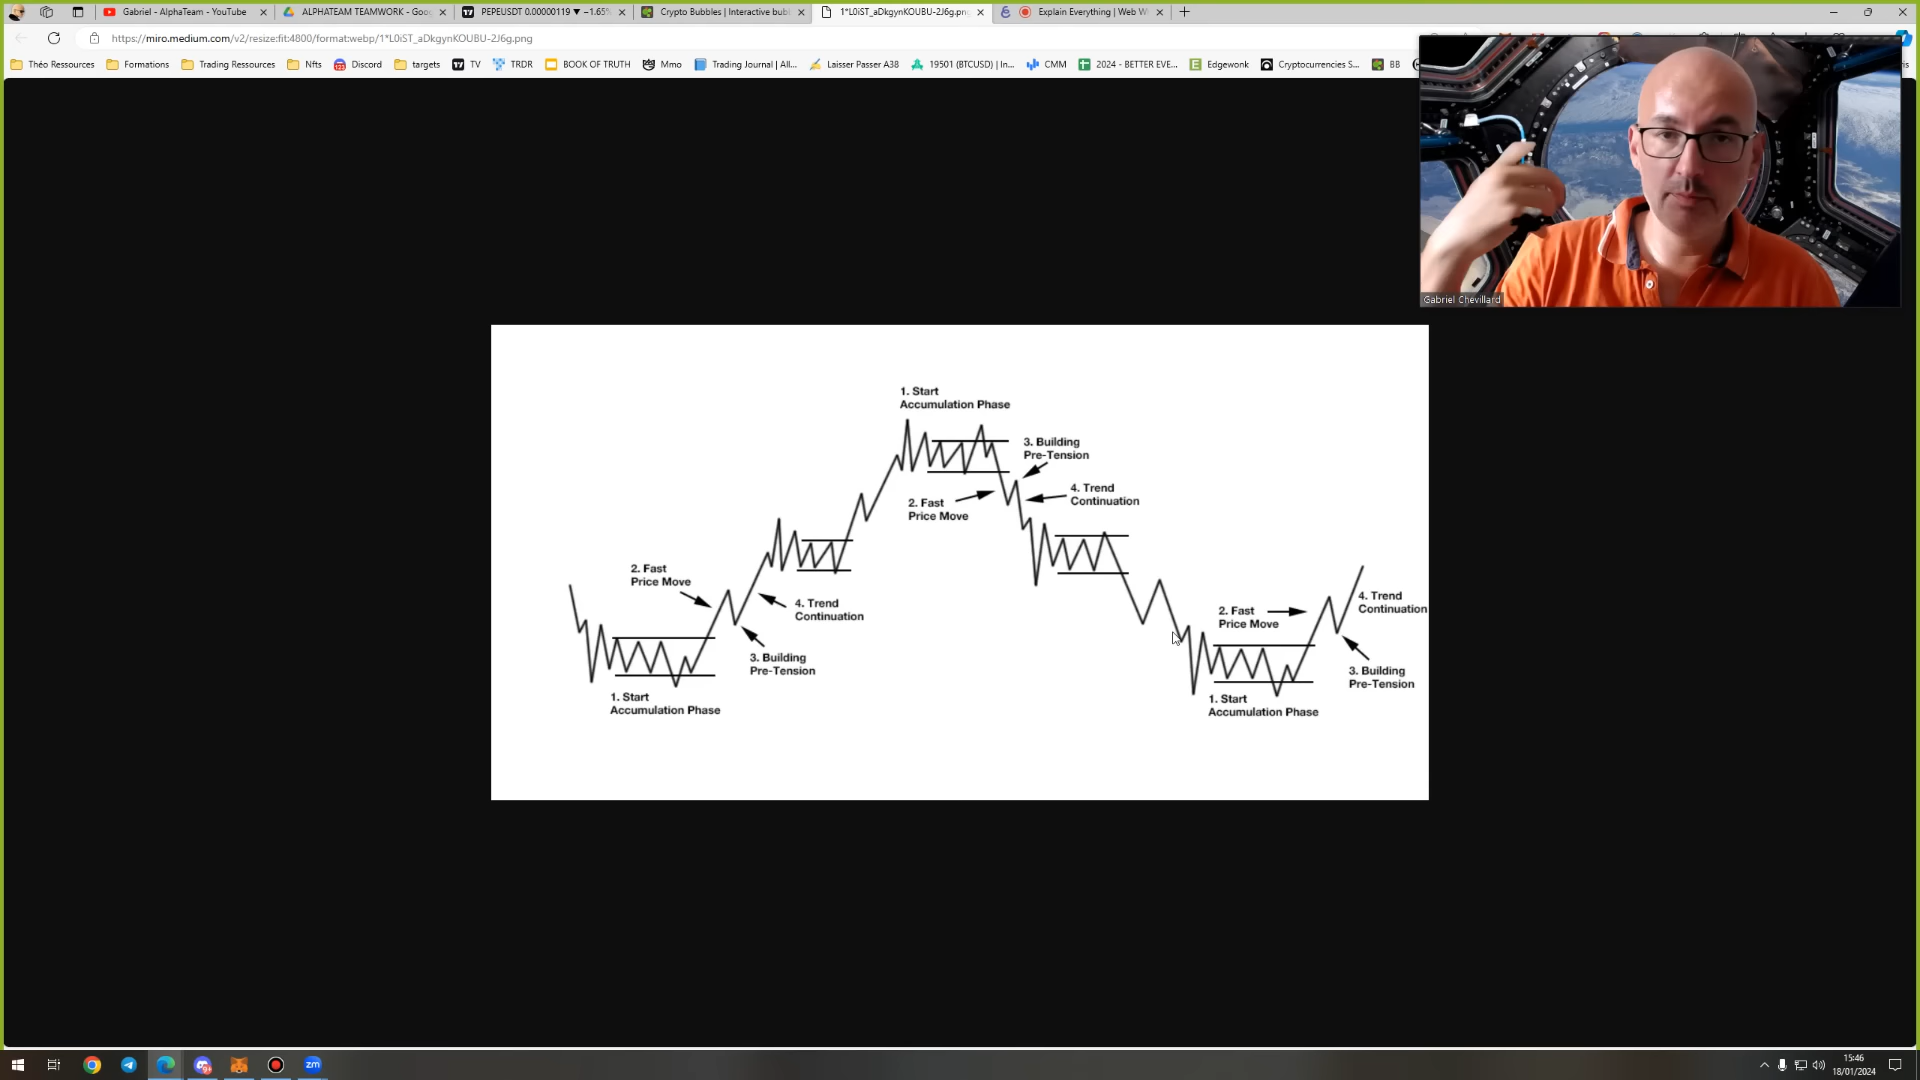 Gabriel - AlphaTeam - YouTube
ALPHATEAM TEAMWORK - Goo
PEPEUSDT 0.00000119 ▼ −1.65%
Crypto Bubbles | Interactive bub
1*L0iST_aDkgynKOUBU-2J6g.png
Explain Everything | Web W
https://miro.medium.com/v2/resize:fit:4800/format:webp/1*L0iST_aDkgynKOUBU-2J6g.png
Théo Ressources
Formations
Trading Ressources
Nfts
Discord
targets
TV
TRDR
BOOK OF TRUTH
Mmo
Trading Journal | All...
Laisser Passer A38
19501 (BTCUSD) | In...
CMM
2024 - BETTER EVE...
Edgewonk
Cryptocurrencies S...
BB
Gabriel Chevillard
1. Start
Accumulation Phase
3. Building
Pre-Tension
4. Trend
Continuation
2. Fast
Price Move
2. Fast
Price Move
4. Trend
Continuation
3. Building
Pre-Tension
1. Start
Accumulation Phase
2. Fast
Price Move
4. Trend
Continuation
3. Building
Pre-Tension
1. Start
Accumulation Phase
zm
15:46
18/01/2024